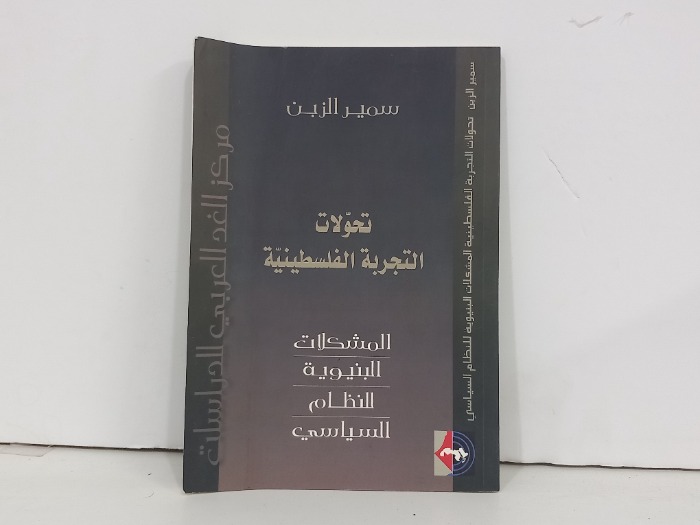 سمير الزبن
تحوّلات
التجربة الفلسطينيّة
المشكلات
البنيوية
للنظام
السياسي
مركز الغد العربي للدراسات
سمير الزبن تحولات التجربة الفلسطينية المشكلات البنيوية للنظام السياسي